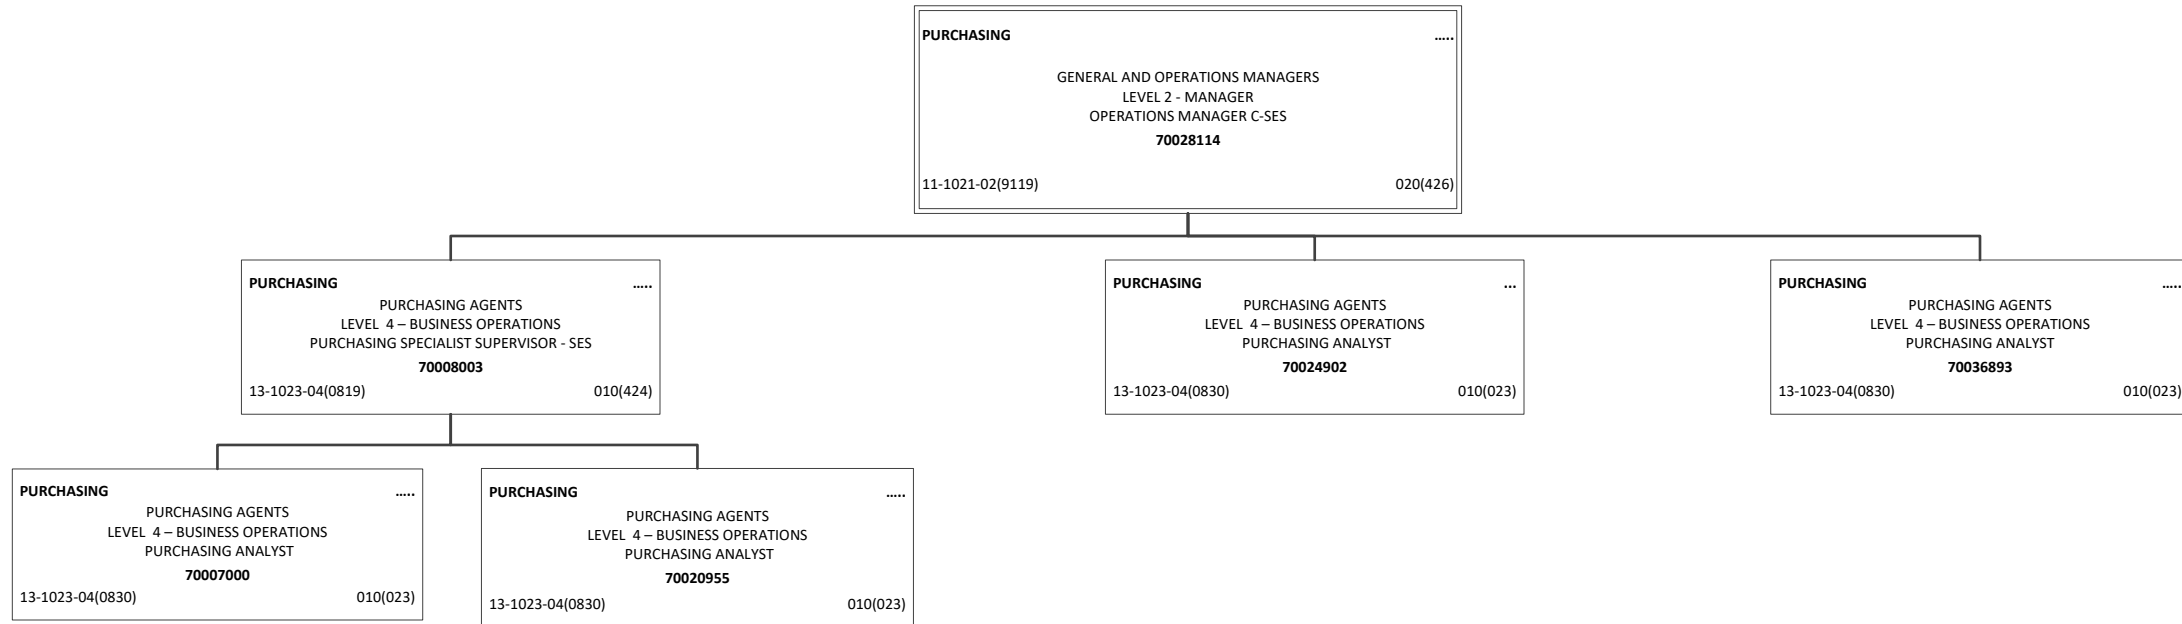 PURCHASING …..
GENERAL AND OPERATIONS MANAGERS
LEVEL 2 - MANAGER
OPERATIONS MANAGER C-SES
70028114
11-1021-02(9119) 020(426)
PURCHASING …..
PURCHASING AGENTS
LEVEL  4 – BUSINESS OPERATIONS
PURCHASING SPECIALIST SUPERVISOR - SES
70008003
13-1023-04(0819) 010(424)
PURCHASING …
PURCHASING AGENTS
LEVEL  4 – BUSINESS OPERATIONS
PURCHASING ANALYST
70024902
13-1023-04(0830) 010(023)
PURCHASING …..
PURCHASING AGENTS
LEVEL  4 – BUSINESS OPERATIONS
PURCHASING ANALYST
70036893
13-1023-04(0830) 010(023)
PURCHASING …..
PURCHASING AGENTS
LEVEL  4 – BUSINESS OPERATIONS
PURCHASING ANALYST
70007000
13-1023-04(0830) 010(023)
PURCHASING …..
PURCHASING AGENTS
LEVEL  4 – BUSINESS OPERATIONS
PURCHASING ANALYST
70020955
13-1023-04(0830) 010(023)